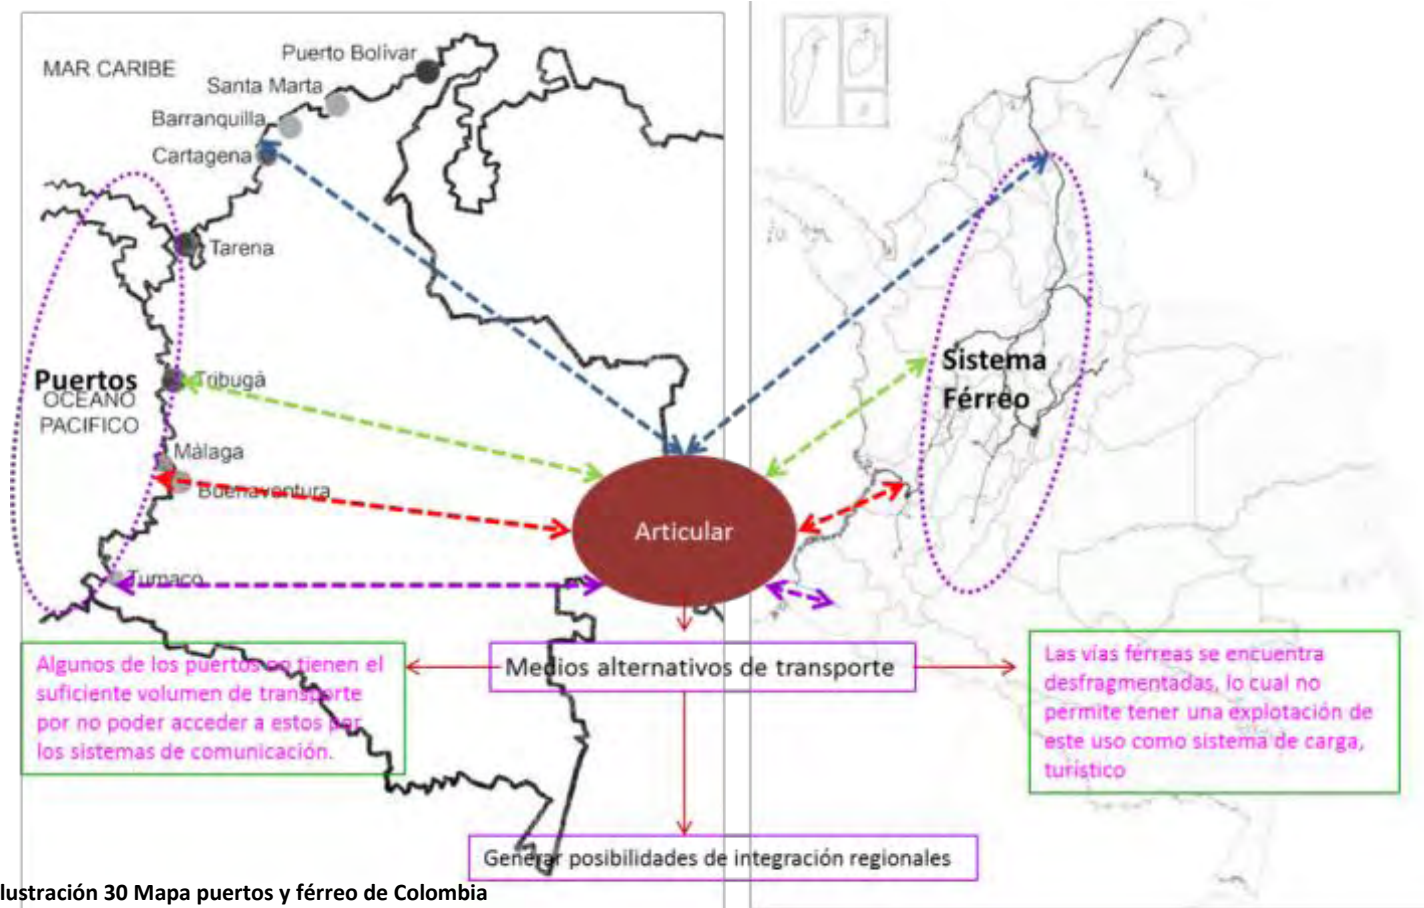 MAR CARIBE
Puerto Bolívar
Santa Marta
Barranquilla
Cartagena
Tarena
Puertos
OCEANO
PACIFICO
Tribugá
Málaga
Buenaventura
Tumaco
Sistema
Férreo
Articular
Algunos de los puertos no tienen el
suficiente volumen de transporte
por no poder acceder a estos por
los sistemas de comunicación.
Medios alternativos de transporte
Las vías férreas se encuentra
desfragmentadas, lo cual no
permite tener una explotación de
este uso como sistema de carga,
turístico
Generar posibilidades de integración regionales
lustración 30 Mapa puertos y férreo de Colombia